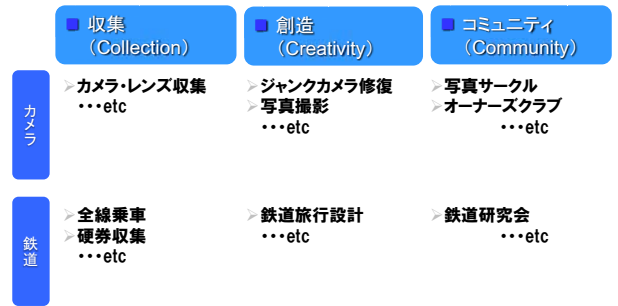 収集
（Collection）
創造
（Creativity）
コミュニティ
（Community）
カメラ
カメラ・レンズ収集
・・・etc
ジャンクカメラ修復
写真撮影
・・・etc
写真サークル
オーナーズクラブ
・・・etc
鉄道
全線乗車
硬券収集
・・・etc
鉄道旅行設計
・・・etc
鉄道研究会
・・・etc